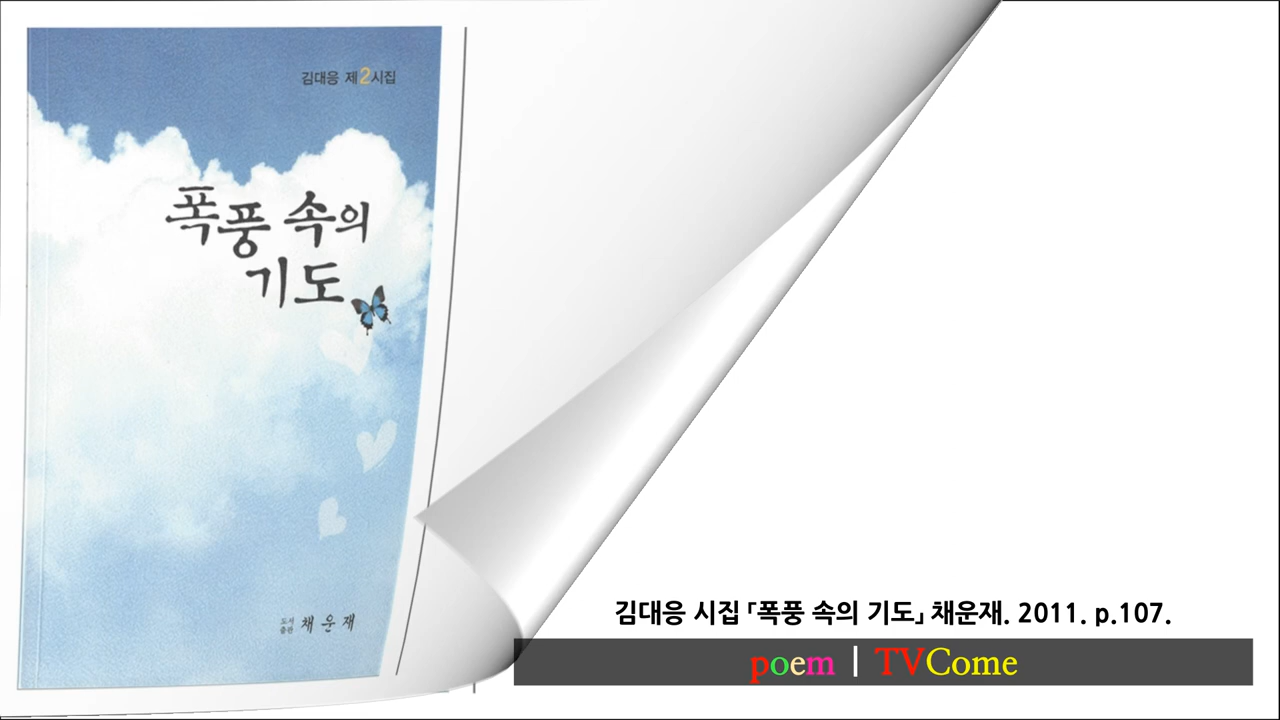 김대응 제2시집
폭풍 속의
기도
도서
출판 채운재
김대응 시집 「폭풍 속의 기도」 채운재. 2011. p.107.
poem | TVCome